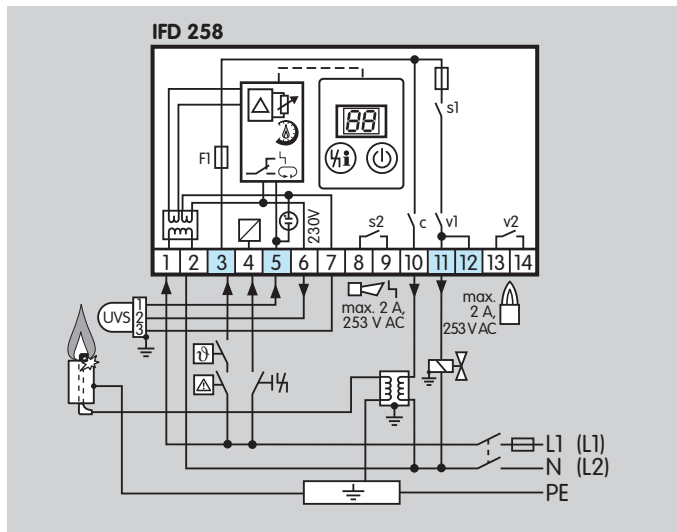 IFD 258
88
s1
F1
i
230V
s2
c
v1
v2
1 2 3 4 5 6 7 8 9 10 11 12 13 14
UVS
1
2
3
max. 2 A,
253 V AC
max.
2 A,
253 V AC
ϑ
L1 (L1)
N (L2)
PE